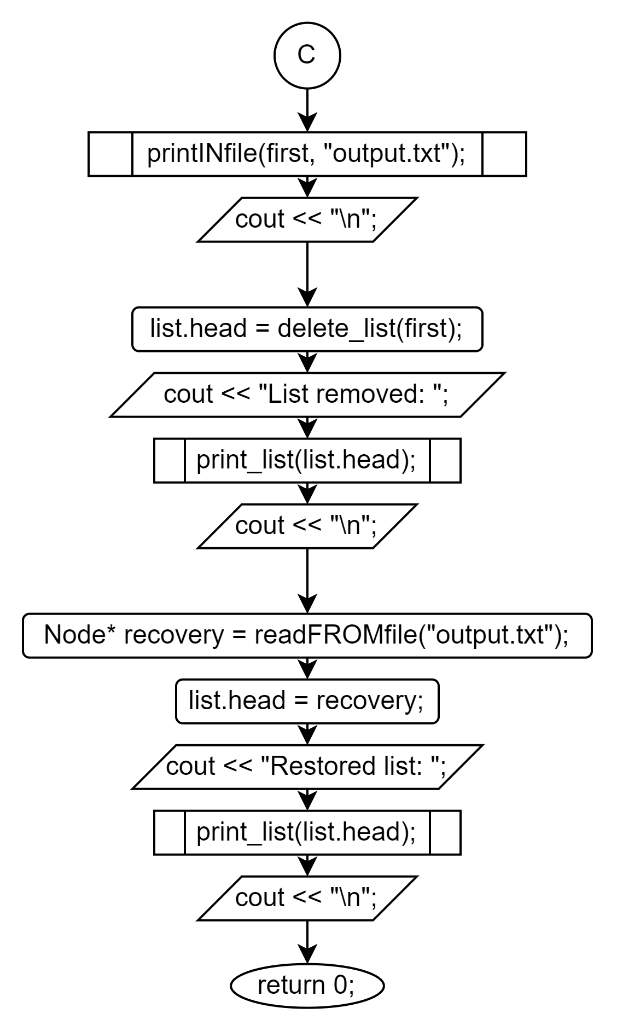 C
printINfile(first, "output.txt");
cout << "\n";
list.head = delete_list(first);
cout << "List removed: ";
print_list(list.head);
cout << "\n";
Node* recovery = readFROMfile("output.txt");
list.head = recovery;
cout << "Restored list: ";
print_list(list.head);
cout << "\n";
return 0;